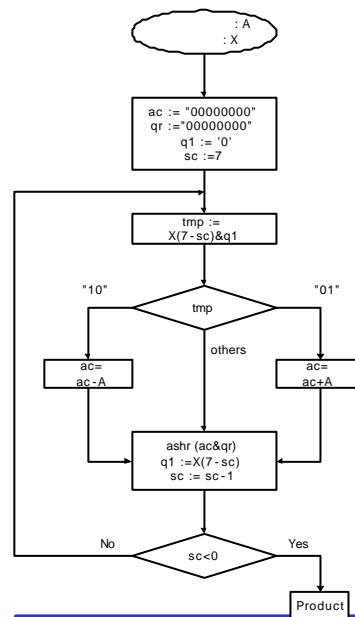 : A
: X
ac := "00000000"
qr :="00000000"
q1 := '0'
sc :=7
tmp :=
X(7-sc)&q1
"10"
"01"
tmp
others
ac=
ac-A
ac=
ac+A
ashr (ac&qr)
q1 :=X(7-sc)
sc := sc-1
No
Yes
sc<0
Product